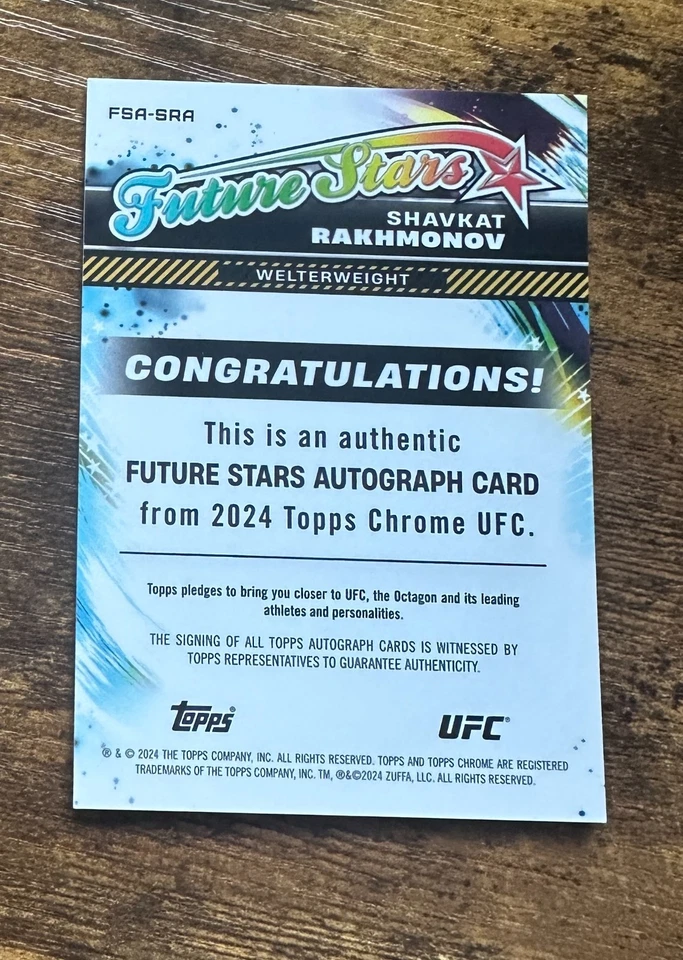 FSA-SRA
Future Stars
SHAVKAT
RAKHMONOV
WELTERWEIGHT
CONGRATULATIONS!
This is an authentic
FUTURE STARS AUTOGRAPH CARD
from 2024 Topps Chrome UFC.
Topps pledges to bring you closer to UFC, the Octagon and its leading
athletes and personalities.
THE SIGNING OF ALL TOPPS AUTOGRAPH CARDS IS WITNESSED BY
TOPPS REPRESENTATIVES TO GUARANTEE AUTHENTICITY.
Topps® UFC®
® & © 2024 THE TOPPS COMPANY, INC. ALL RIGHTS RESERVED. TOPPS AND TOPPS CHROME ARE REGISTERED
TRADEMARKS OF THE TOPPS COMPANY, INC. TM, ®&©2024 ZUFFA, LLC. ALL RIGHTS RESERVED.